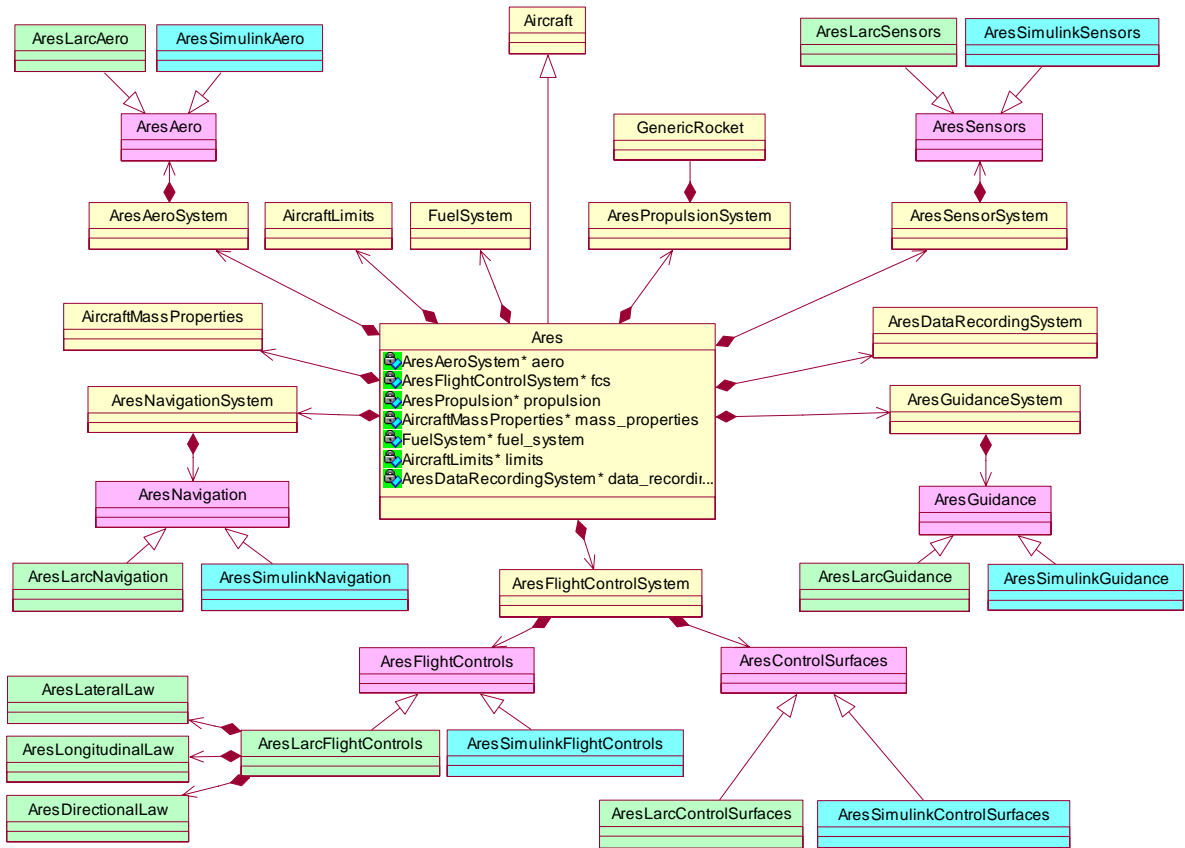 Aircraft
AresLarcAero
AresSimulinkAero
AresLarcSensors
AresSimulinkSensors
AresAero
GenericRocket
AresSensors
AresAeroSystem
AircraftLimits
FuelSystem
AresPropulsionSystem
AresSensorSystem
AircraftMassProperties
AresDataRecordingSystem
Ares
AresAeroSystem* aero
AresFlightControlSystem* fcs
AresPropulsion* propulsion
AircraftMassProperties* mass_properties
FuelSystem* fuel_system
AircraftLimits* limits
AresDataRecordingSystem* data_recordir...
AresNavigationSystem
AresGuidanceSystem
AresNavigation
AresGuidance
AresLarcNavigation
AresSimulinkNavigation
AresFlightControlSystem
AresLarcGuidance
AresSimulinkGuidance
AresFlightControls
AresControlSurfaces
AresLateralLaw
AresLongitudinalLaw
AresDirectionalLaw
AresLarcFlightControls
AresSimulinkFlightControls
AresLarcControlSurfaces
AresSimulinkControlSurfaces